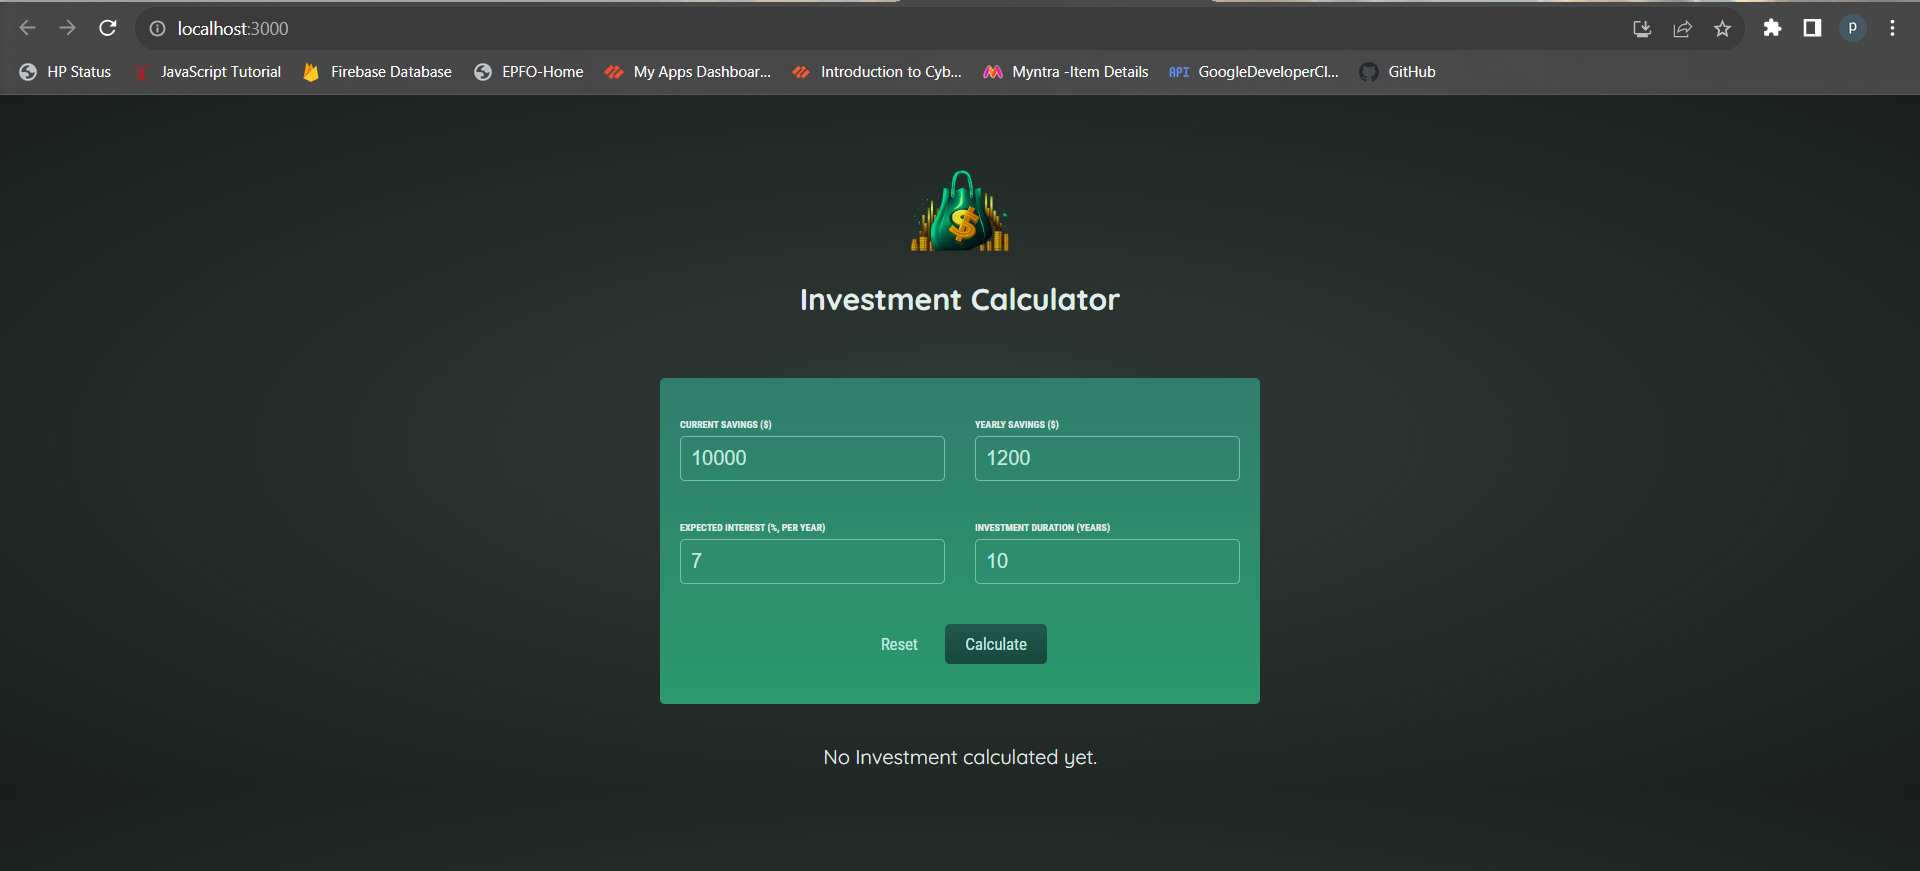 localhost:3000
p
HP Status
JavaScript Tutorial
Firebase Database
EPFO-Home
My Apps Dashboar...
Introduction to Cyb...
Myntra -Item Details
API
GoogleDeveloperCl...
GitHub
$
Investment Calculator
CURRENT SAVINGS ($)
YEARLY SAVINGS ($)
10000
1200
EXPECTED INTEREST (%, PER YEAR)
INVESTMENT DURATION (YEARS)
7
10
Reset
Calculate
No Investment calculated yet.